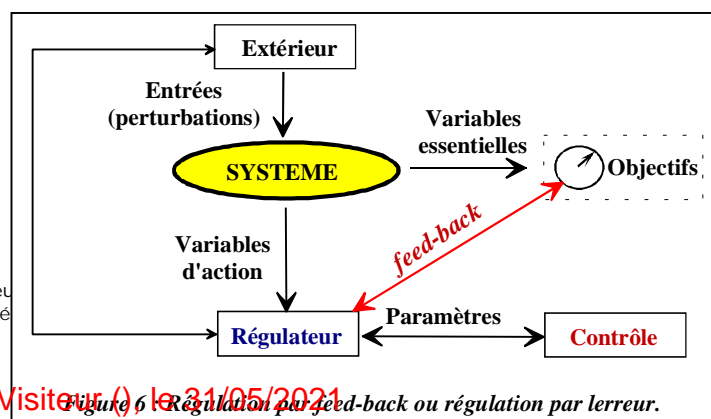 Extérieur
Entrées
(perturbations)
Variables
essentielles
SYSTEME
Objectifs
feed-back
Variables
d'action
Régulateur
Paramètres
Contrôle
Visiteur (), le 31/05/2021
Figure 6 : Régulation par feed-back ou régulation par lerreur.